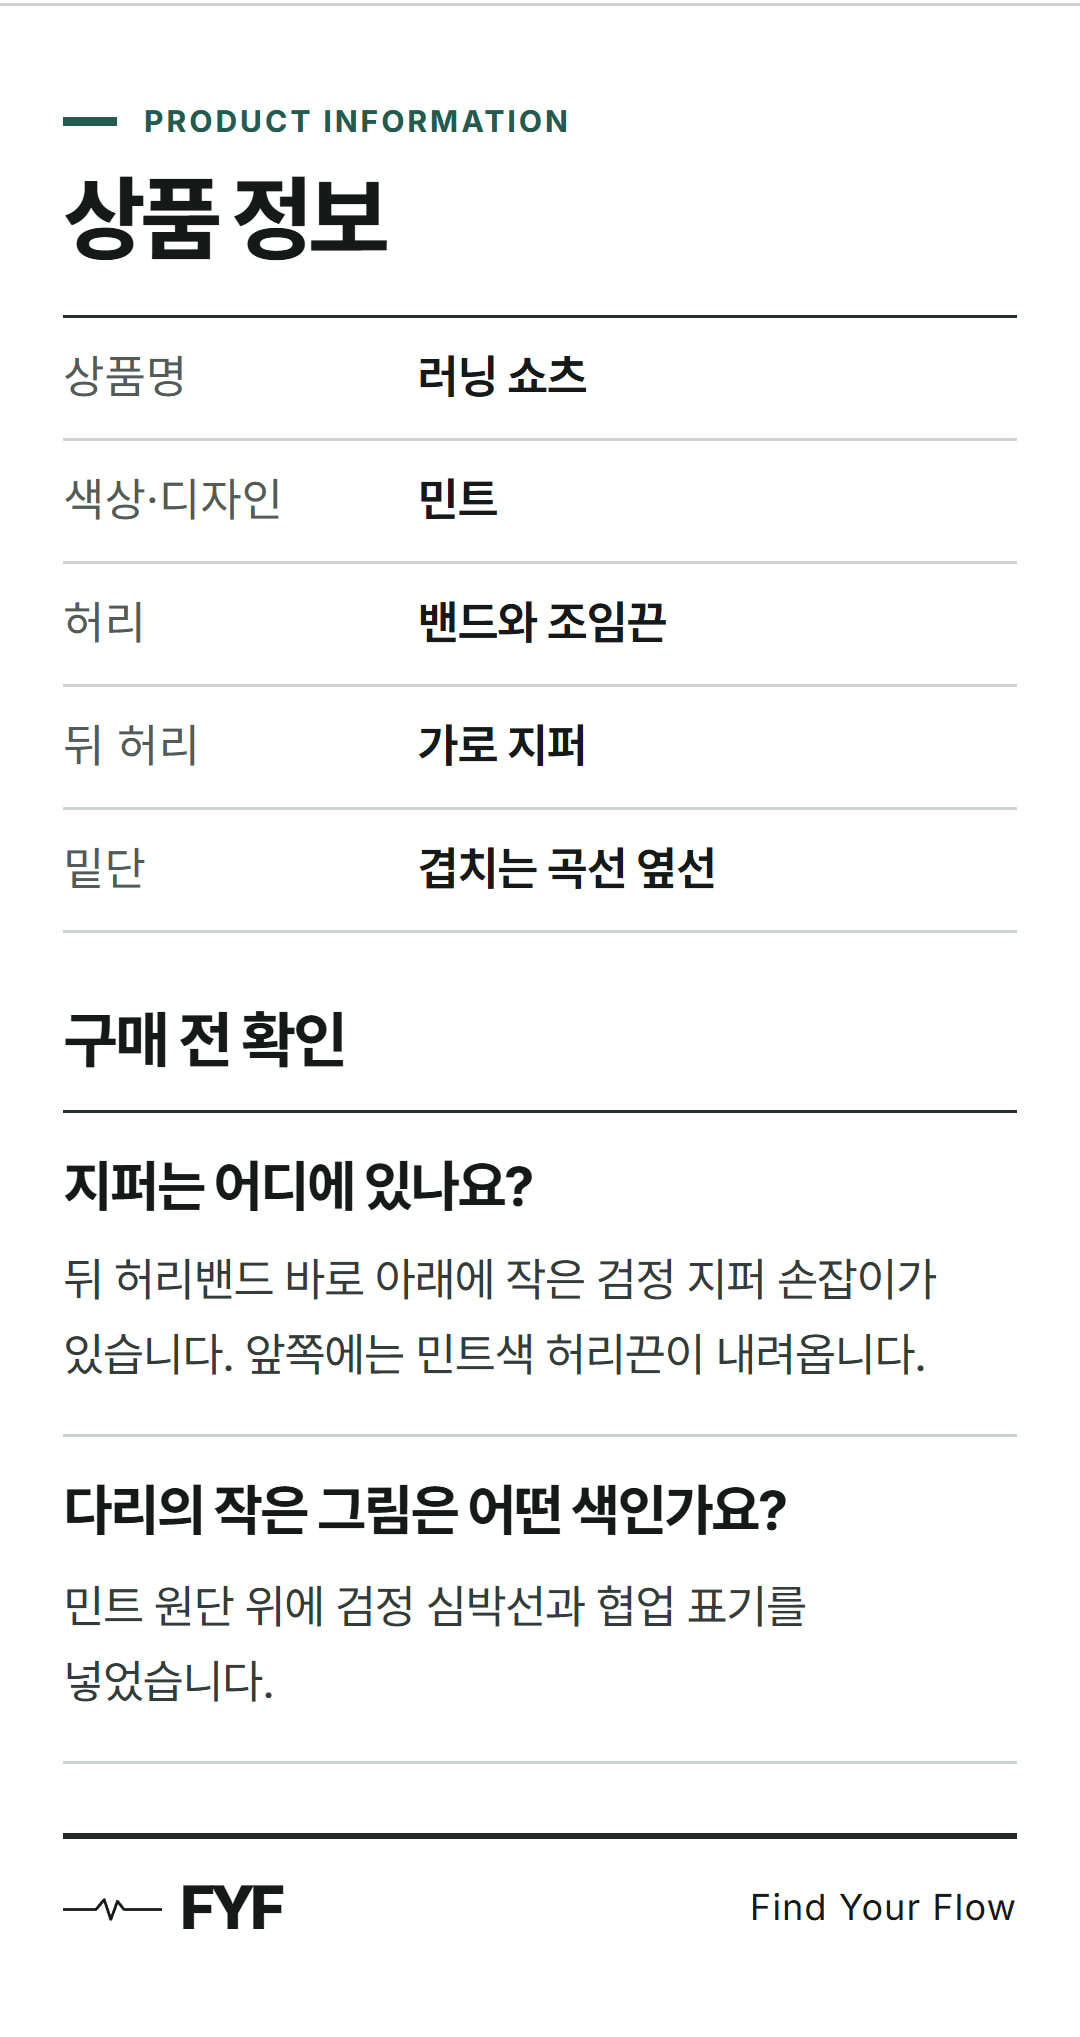 PRODUCT INFORMATION
상품 정보
상품명 러닝 쇼츠
색상·디자인 민트
허리 밴드와 조임끈
뒤 허리 가로 지퍼
밑단 겹치는 곡선 옆선
구매 전 확인
지퍼는 어디에 있나요?
뒤 허리밴드 바로 아래에 작은 검정 지퍼 손잡이가
있습니다. 앞쪽에는 민트색 허리끈이 내려옵니다.
다리의 작은 그림은 어떤 색인가요?
민트 원단 위에 검정 심박선과 협업 표기를
넣었습니다.
FYF Find Your Flow